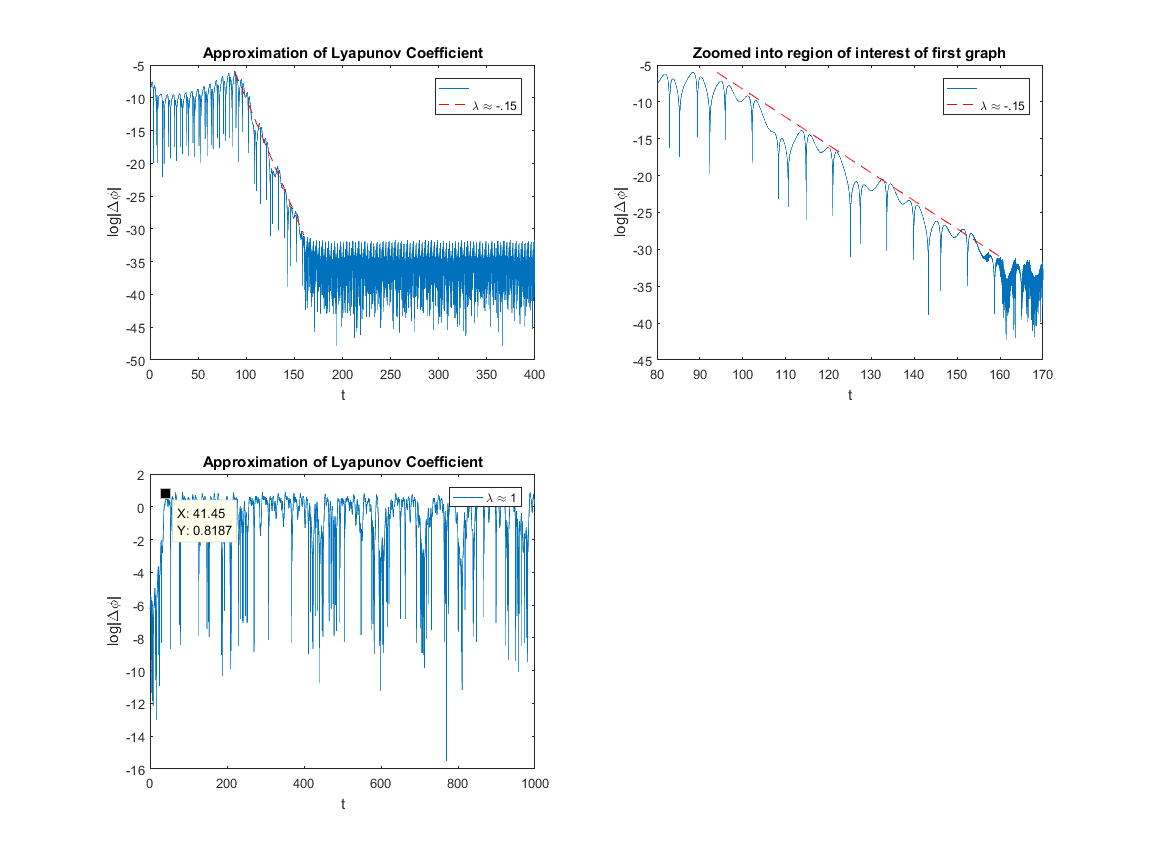 Approximation of Lyapunov Coefficient
-5
-10
-15
-20
-25
-30
-35
-40
-45
-50
log|Δϕ|
0 50 100 150 200 250 300 350 400
t
λ ≈ -.15
Zoomed into region of interest of first graph
-5
-10
-15
-20
-25
-30
-35
-40
-45
log|Δϕ|
80 90 100 110 120 130 140 150 160 170
t
λ ≈ -.15
Approximation of Lyapunov Coefficient
2
0
-2
-4
-6
-8
-10
-12
-14
-16
log|Δϕ|
0 200 400 600 800 1000
t
λ ≈ 1
X: 41.45
Y: 0.8187